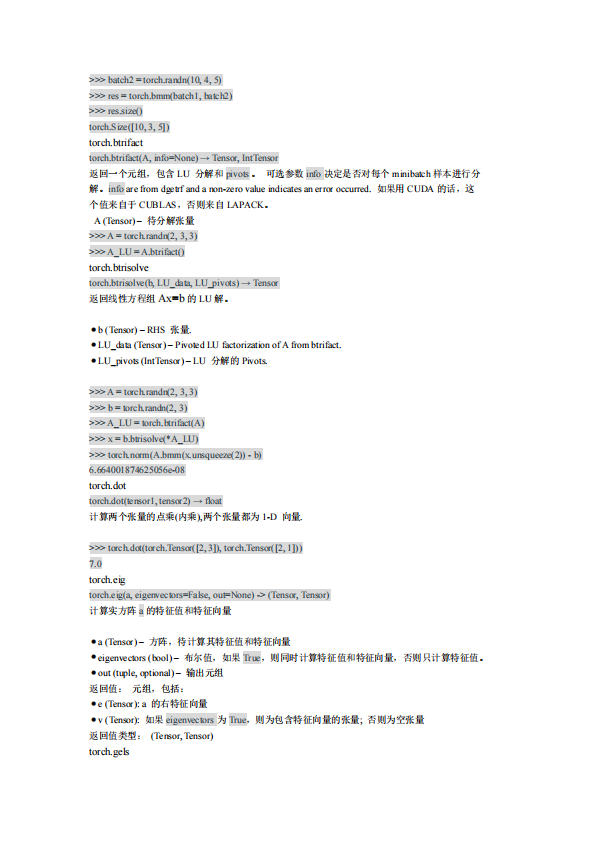 >>> batch2 = torch.randn(10, 4, 5)
>>> res = torch.bmm(batch1, batch2)
>>> res.size()
torch.Size([10, 3, 5])
torch.btrifact
torch.btrifact(A, info=None) → Tensor, IntTensor
返回一个元组，包含 LU 分解和 pivots 。 可选参数 info 决定是否对每个 minibatch 样本进行分
解。info are from dgetrf and a non-zero value indicates an error occurred. 如果用 CUDA 的话，这
个值来自于 CUBLAS，否则来自 LAPACK。
A (Tensor) – 待分解张量
>>> A = torch.randn(2, 3, 3)
>>> A_LU = A.btrifact()
torch.btrisolve
torch.btrisolve(b, LU_data, LU_pivots) → Tensor
返回线性方程组 Ax=b 的 LU 解。
● b (Tensor) – RHS 张量.
● LU_data (Tensor) – Pivoted LU factorization of A from btrifact.
● LU_pivots (IntTensor) – LU 分解的 Pivots.
>>> A = torch.randn(2, 3, 3)
>>> b = torch.randn(2, 3)
>>> A_LU = torch.btrifact(A)
>>> x = b.btrisolve(*A_LU)
>>> torch.norm(A.bmm(x.unsqueeze(2)) - b)
6.664001874625056e-08
torch.dot
torch.dot(tensor1, tensor2) → float
计算两个张量的点乘(内乘),两个张量都为 1-D 向量.
>>> torch.dot(torch.Tensor([2, 3]), torch.Tensor([2, 1]))
7.0
torch.eig
torch.eig(a, eigenvectors=False, out=None) -> (Tensor, Tensor)
计算实方阵 a 的特征值和特征向量
● a (Tensor) – 方阵，待计算其特征值和特征向量
● eigenvectors (bool) – 布尔值，如果 True，则同时计算特征值和特征向量，否则只计算特征值。
● out (tuple, optional) – 输出元组
返回值： 元组，包括：
● e (Tensor): a 的右特征向量
● v (Tensor): 如果 eigenvectors 为 True，则为包含特征向量的张量; 否则为空张量
返回值类型： (Tensor, Tensor)
torch.gels